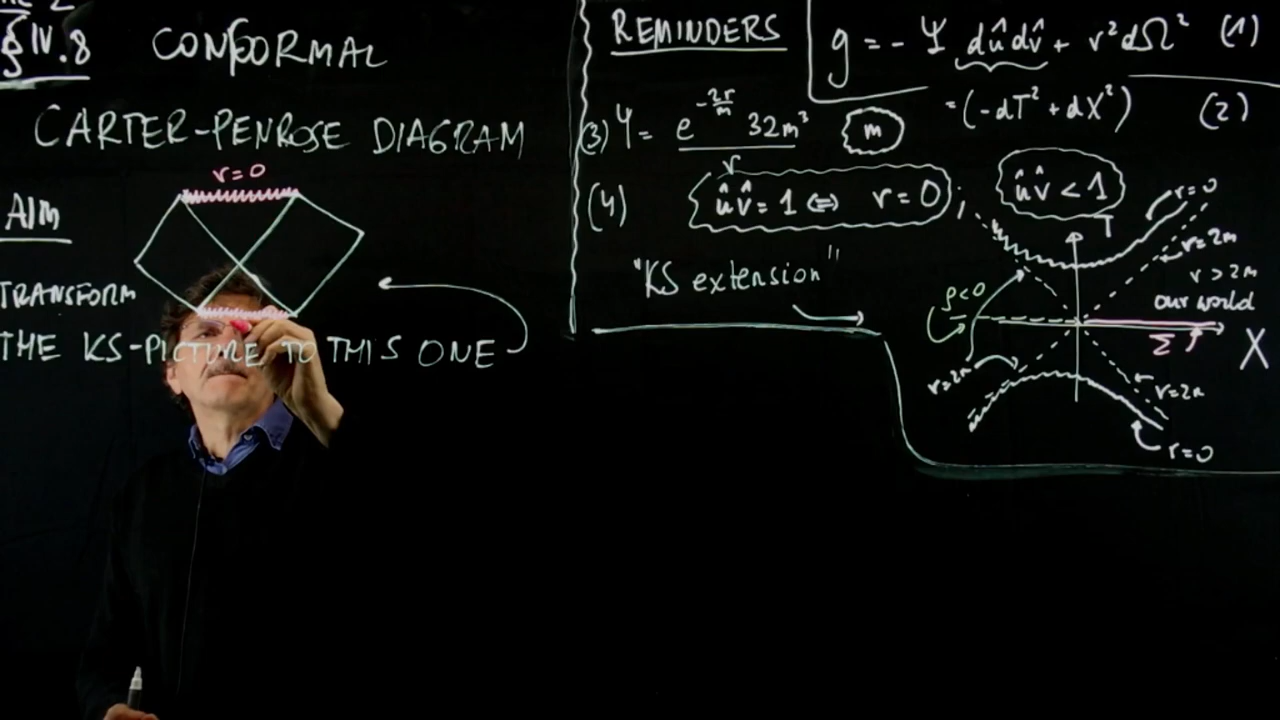 §IV.8 CONFORMAL
CARTER-PENROSE DIAGRAM
r=0
AIM
TRANSFORM
THE KS-PICTURE TO THIS ONE
REMINDERS
g = - Ψ dûdv̂ + r²dΩ² (1)
= (-dT² + dX²) (2)
(3) Ψ = e^{-2r/m} 32m³ / r
m
(4) ûv̂ = 1 ⇔ r = 0 ;
ûv̂ < 1
"KS extension"
T
r=0
r=2m
r > 2m
our world
ρ<0
Σ
X
r=2m
r=2m
r=0